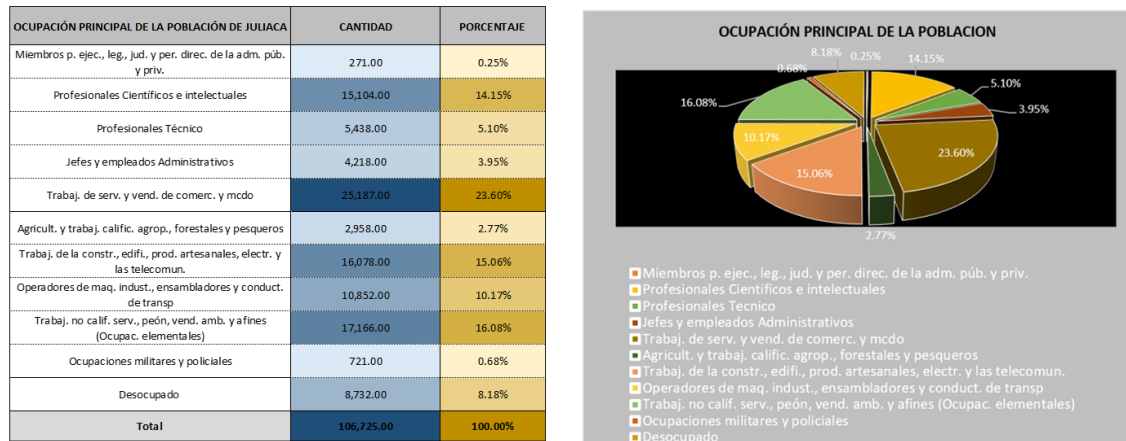 OCUPACIÓN PRINCIPAL DE LA POBLACIÓN DE JULIACA CANTIDAD PORCENTAJE
Miembros p. ejec., leg., jud. y per. direc. de la adm. púb.
y priv. 271.00 0.25%
Profesionales Científicos e intelectuales 15,104.00 14.15%
Profesionales Técnico 5,438.00 5.10%
Jefes y empleados Administrativos 4,218.00 3.95%
Trabaj. de serv. y vend. de comerc. y mcdo 25,187.00 23.60%
Agricult. y trabaj. calific. agrop., forestales y pesqueros 2,958.00 2.77%
Trabaj. de la constr., edifi., prod. artesanales, electr. y
las telecomun. 16,078.00 15.06%
Operadores de maq. indust., ensambladores y conduct.
de transp 10,852.00 10.17%
Trabaj. no calif. serv., peón, vend. amb. y afines
(Ocupac. elementales) 17,166.00 16.08%
Ocupaciones militares y policiales 721.00 0.68%
Desocupado 8,732.00 8.18%
Total 106,725.00 100.00%
OCUPACIÓN PRINCIPAL DE LA POBLACION
8.18% 0.25% 14.15%
0.68%
5.10%
16.08%
3.95%
10.17%
23.60%
15.06%
2.77%
Miembros p. ejec., leg., jud. y per. direc. de la adm. púb. y priv.
Profesionales Cientificos e intelectuales
Profesionales Tecnico
Jefes y empleados Administrativos
Trabaj. de serv. y vend. de comerc. y mcdo
Agricult. y trabaj. calific. agrop., forestales y pesqueros
Trabaj. de la constr., edifi., prod. artesanales, electr. y las telecomun.
Operadores de maq. indust., ensambladores y conduct. de transp
Trabaj. no calif. serv., peón, vend. amb. y afines (Ocupac. elementales)
Ocupaciones militares y policiales
Desocupado